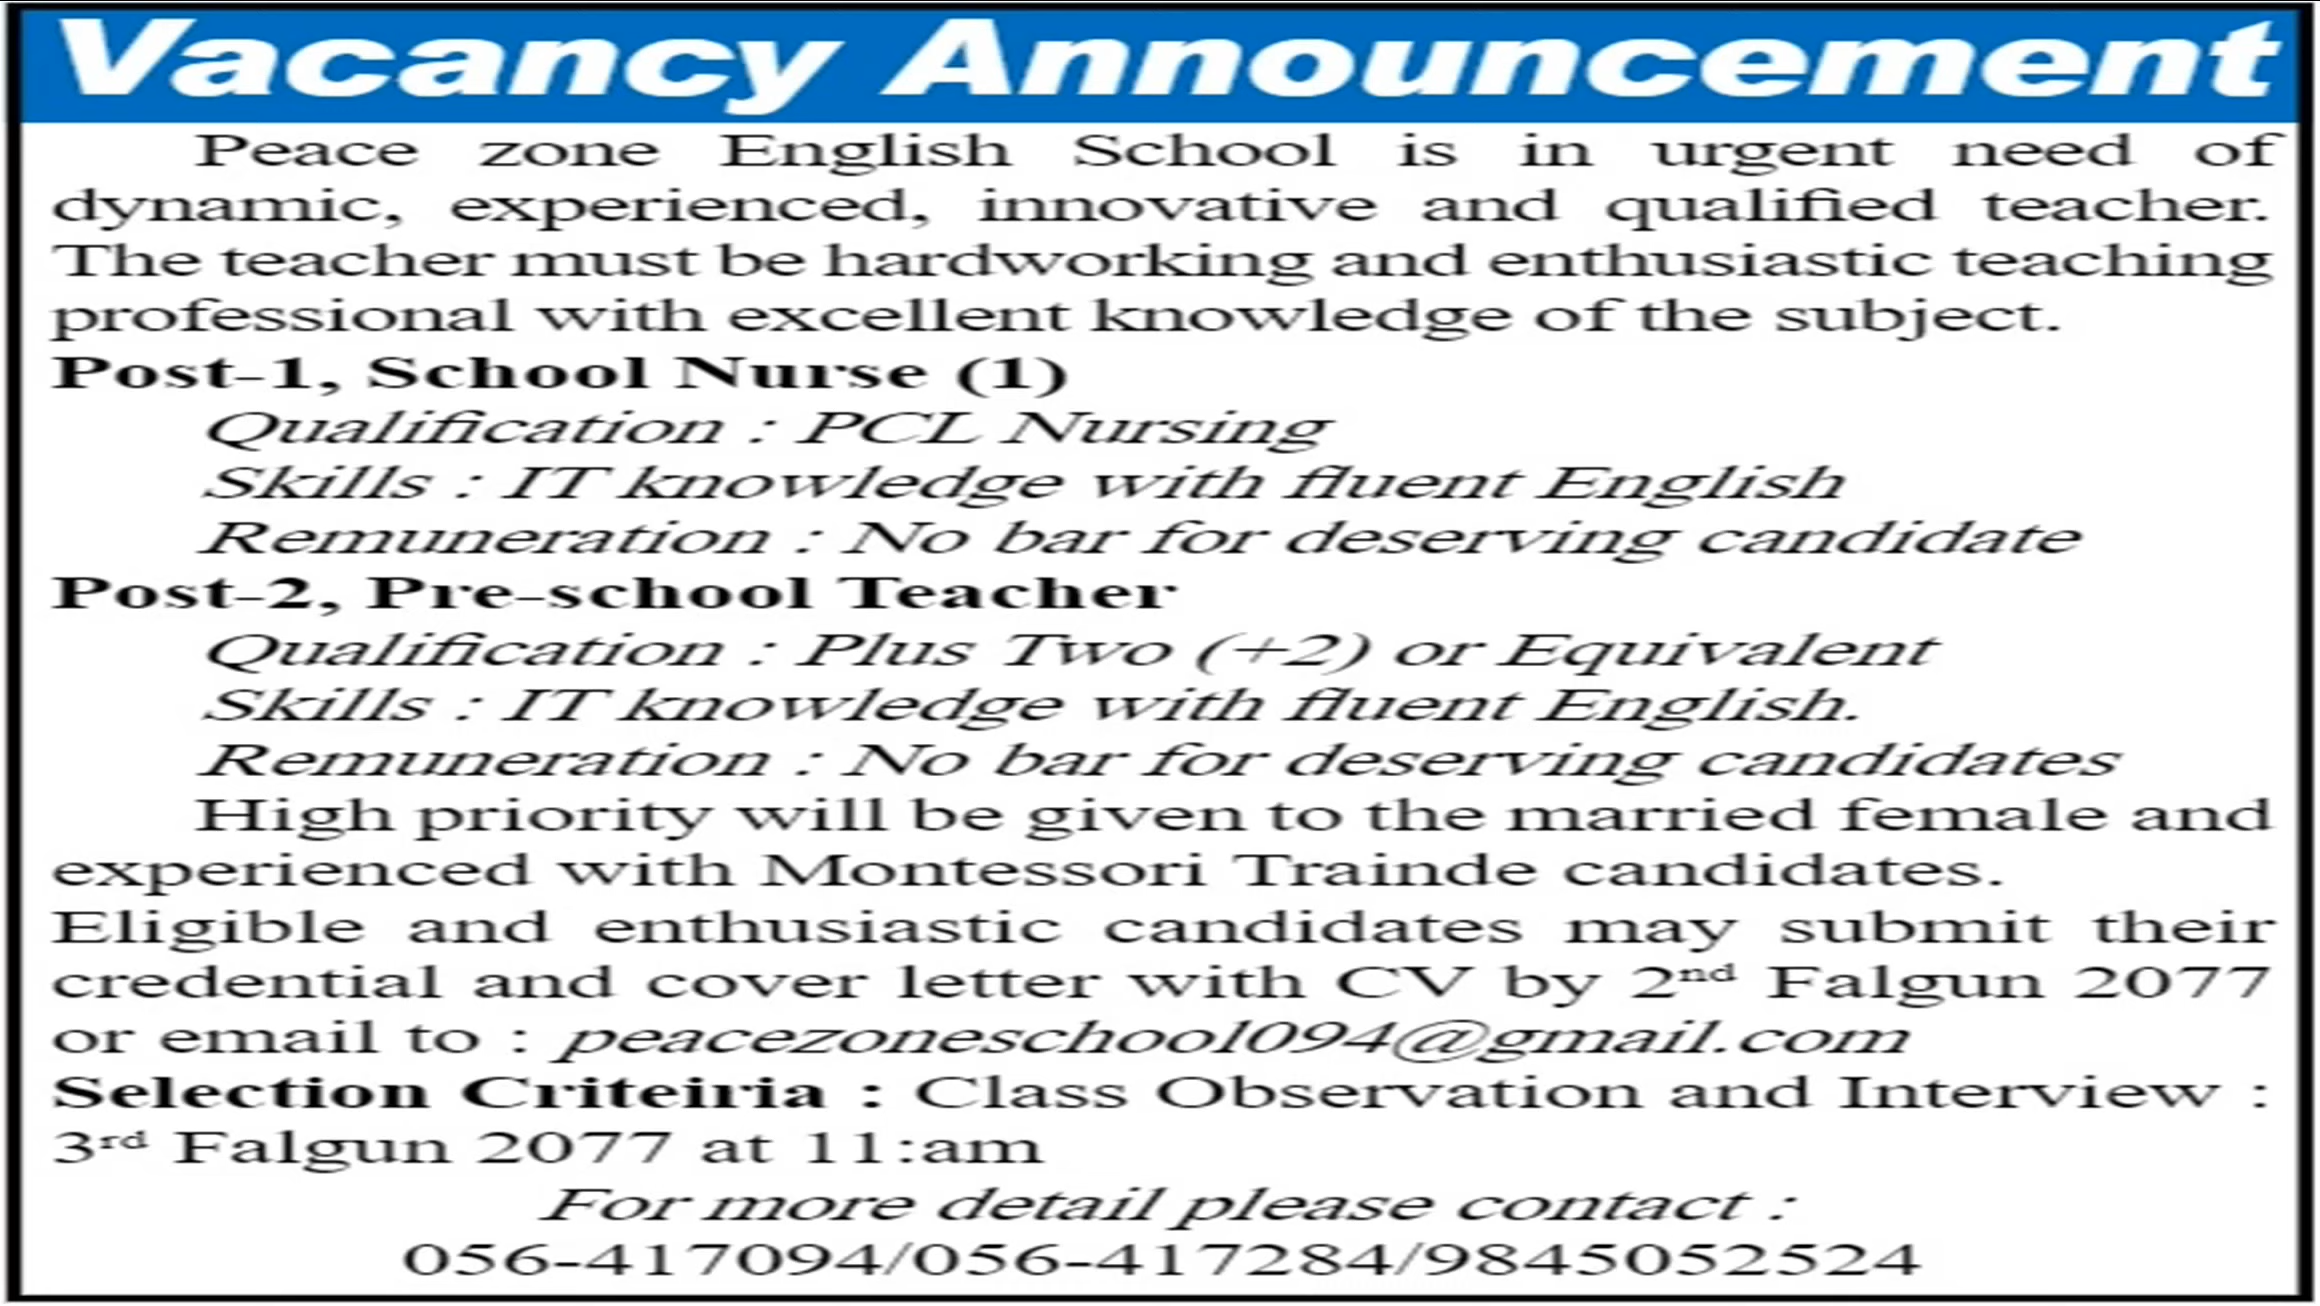 Vacancy Announcement
Peace zone English School is in urgent need of
dynamic, experienced, innovative and qualified teacher.
The teacher must be hardworking and enthusiastic teaching
professional with excellent knowledge of the subject.
Post-1, School Nurse (1)
Qualification : PCL Nursing
Skills : IT knowledge with fluent English
Remuneration : No bar for deserving candidate
Post-2, Pre-school Teacher
Qualification : Plus Two (+2) or Equivalent
Skills : IT knowledge with fluent English.
Remuneration : No bar for deserving candidates
High priority will be given to the married female and
experienced with Montessori Trainde candidates.
Eligible and enthusiastic candidates may submit their
credential and cover letter with CV by 2nd Falgun 2077
or email to : peacezoneschool094@gmail.com
Selection Criteiria : Class Observation and Interview :
3rd Falgun 2077 at 11:am
For more detail please contact :
056-417094/056-417284/9845052524